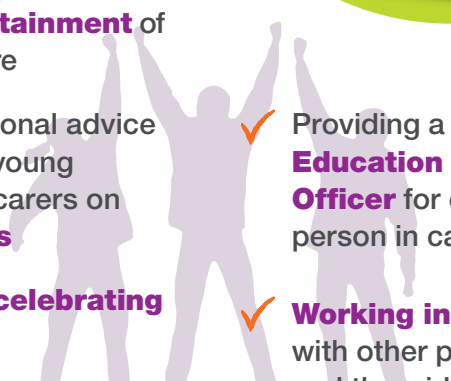 tainment of
re
onal advice
young
carers on
s
celebrating
Providing a
Education
Officer for
person in ca
Working in
with other p